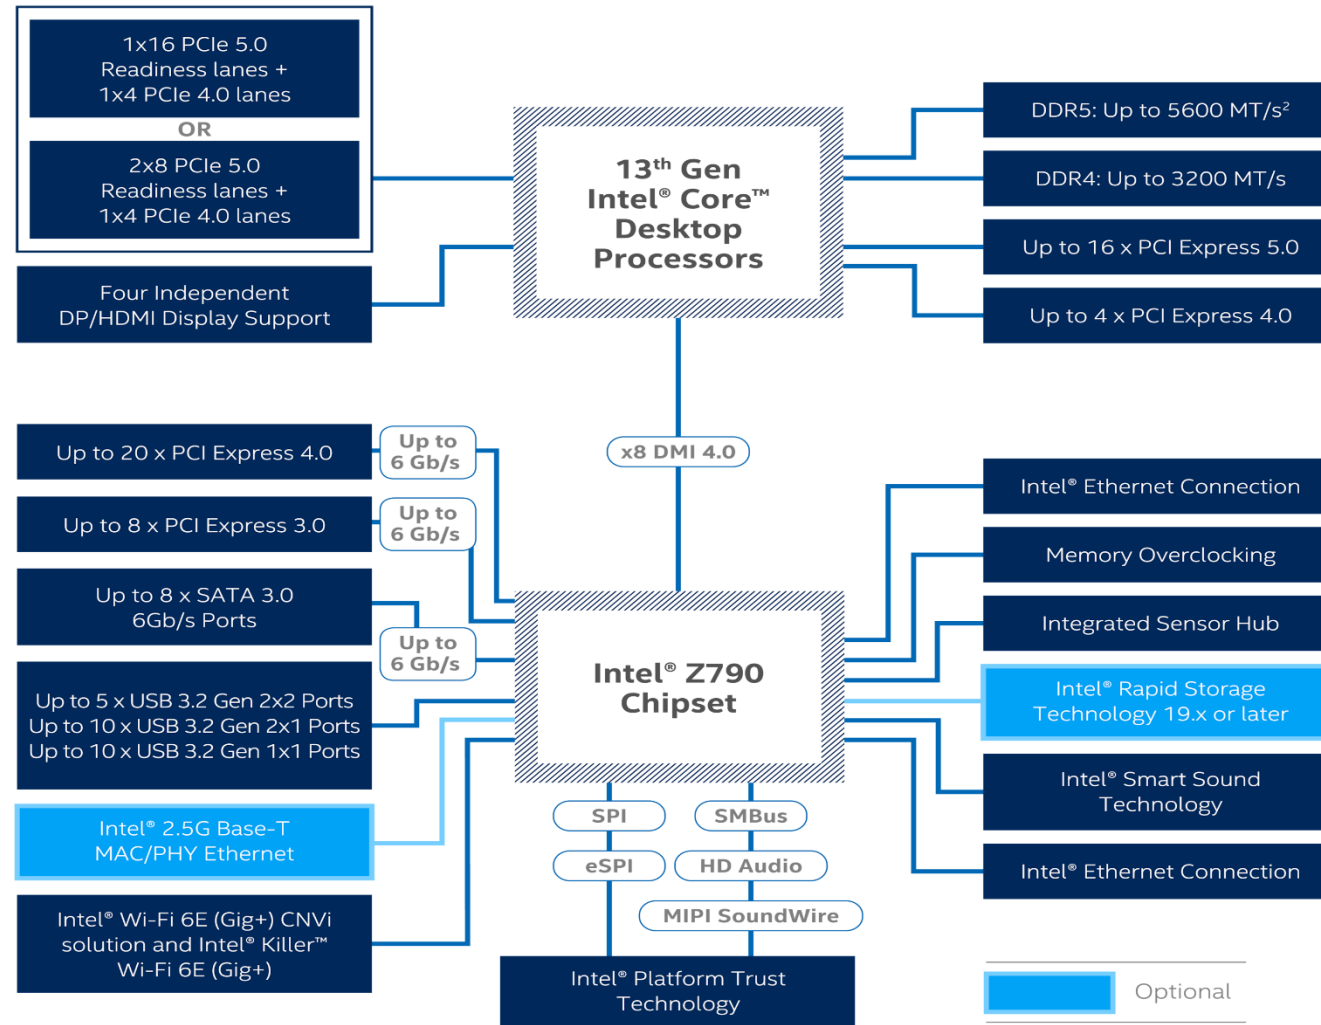 1x16 PCIe 5.0
Readiness lanes +
1x4 PCIe 4.0 lanes
OR
2x8 PCIe 5.0
Readiness lanes +
1x4 PCIe 4.0 lanes
Four Independent
DP/HDMI Display Support
13th Gen
Intel® Core™
Desktop
Processors
DDR5: Up to 5600 MT/s²
DDR4: Up to 3200 MT/s
Up to 16 x PCI Express 5.0
Up to 4 x PCI Express 4.0
x8 DMI 4.0
Up to 20 x PCI Express 4.0
Up to
6 Gb/s
Up to 8 x PCI Express 3.0
Up to
6 Gb/s
Up to 8 x SATA 3.0
6Gb/s Ports
Up to
6 Gb/s
Up to 5 x USB 3.2 Gen 2x2 Ports
Up to 10 x USB 3.2 Gen 2x1 Ports
Up to 10 x USB 3.2 Gen 1x1 Ports
Intel® 2.5G Base-T
MAC/PHY Ethernet
Intel® Wi-Fi 6E (Gig+) CNVi
solution and Intel® Killer™
Wi-Fi 6E (Gig+)
Intel® Z790
Chipset
Intel® Ethernet Connection
Memory Overclocking
Integrated Sensor Hub
Intel® Rapid Storage
Technology 19.x or later
Intel® Smart Sound
Technology
Intel® Ethernet Connection
SPI
eSPI
SMBus
HD Audio
MIPI SoundWire
Intel® Platform Trust
Technology
Optional